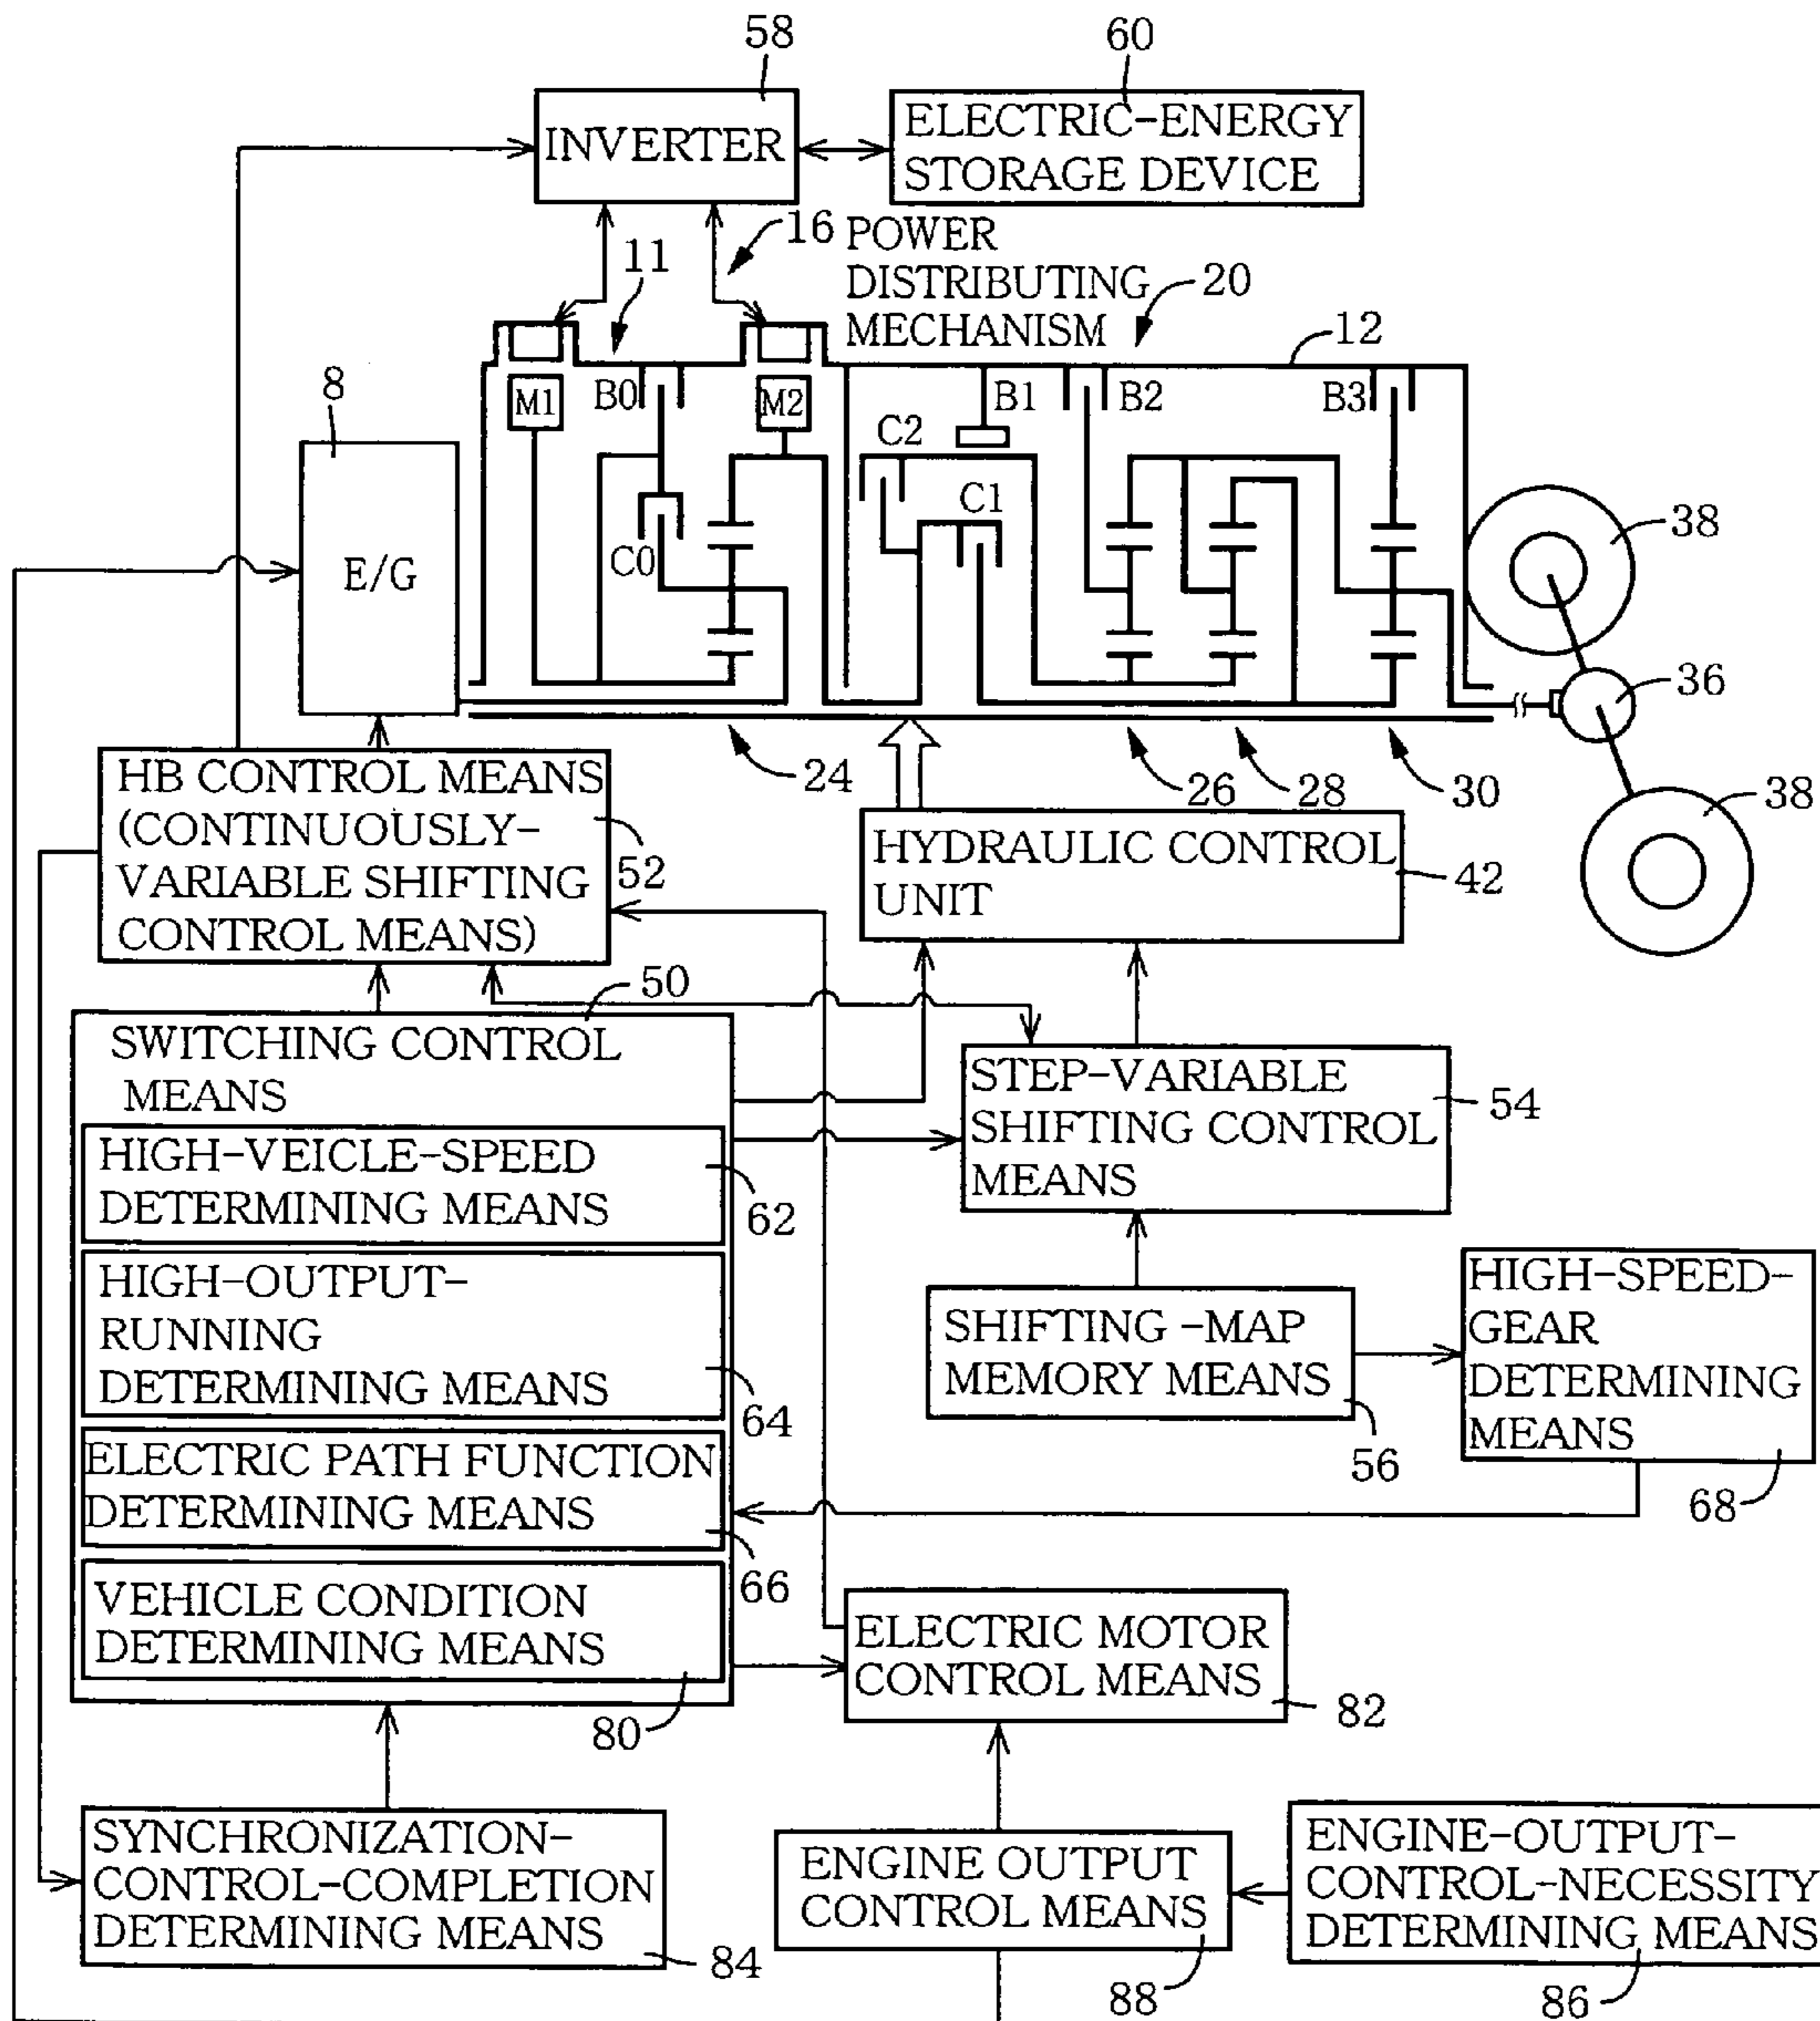 58
60
INVERTER
ELECTRIC-ENERGY
STORAGE DEVICE
11
16
POWER
DISTRIBUTING
MECHANISM
20
12
8
M1
B0
M2
B1
B2
B3
C2
C1
38
E/G
C0
36
24
26
28
30
38
HB CONTROL MEANS
(CONTINUOUSLY-
VARIABLE SHIFTING
CONTROL MEANS)
52
HYDRAULIC CONTROL
UNIT
42
50
SWITCHING CONTROL
MEANS
STEP-VARIABLE
SHIFTING CONTROL
MEANS
54
HIGH-VEICLE-SPEED
DETERMINING MEANS
62
HIGH-OUTPUT-
RUNNING
DETERMINING MEANS
64
SHIFTING -MAP
MEMORY MEANS
56
HIGH-SPEED-
GEAR
DETERMINING
MEANS
68
ELECTRIC PATH FUNCTION
DETERMINING MEANS
66
VEHICLE CONDITION
DETERMINING MEANS
80
ELECTRIC MOTOR
CONTROL MEANS
82
SYNCHRONIZATION-
CONTROL-COMPLETION
DETERMINING MEANS
84
ENGINE OUTPUT
CONTROL MEANS
88
ENGINE-OUTPUT-
CONTROL-NECESSITY
DETERMINING MEANS
86